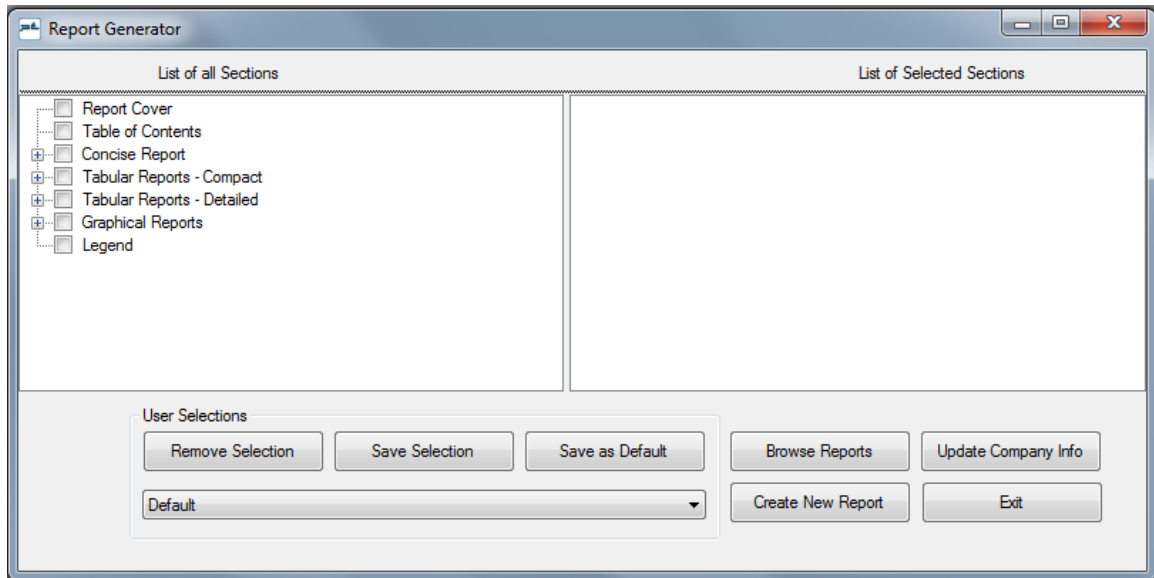 Report Generator
List of all Sections
List of Selected Sections
Report Cover
Table of Contents
Concise Report
Tabular Reports - Compact
Tabular Reports - Detailed
Graphical Reports
Legend
User Selections
Remove Selection
Save Selection
Save as Default
Browse Reports
Update Company Info
Default
Create New Report
Exit